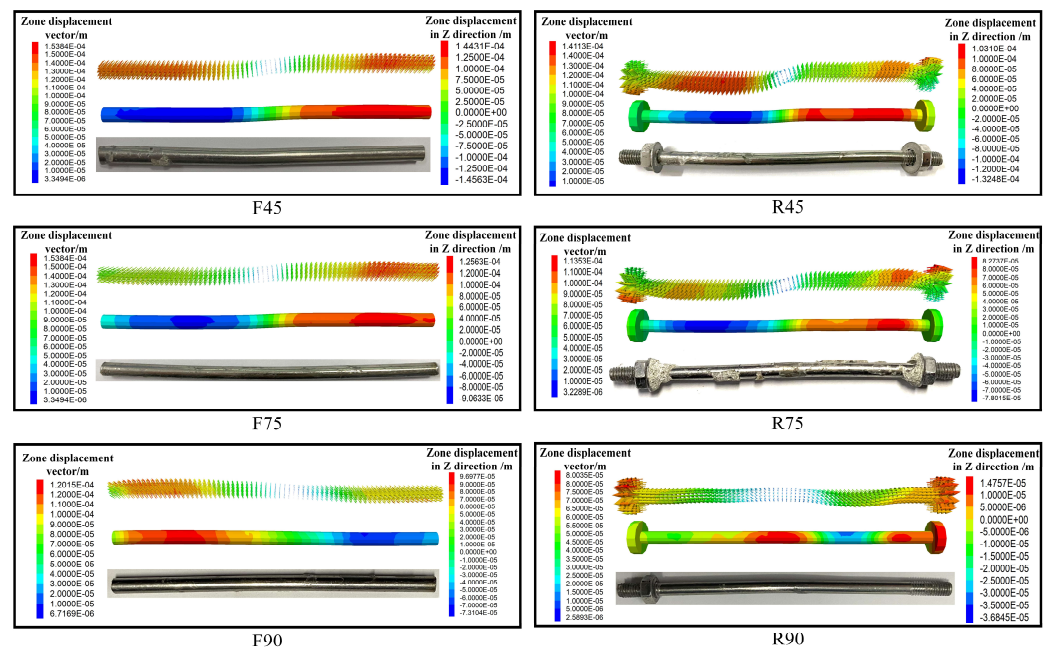 Zone displacement
vector/m
1.5384E-04
1.5000E-04
1.4000E-04
1.3000E-04
1.2000E-04
1.1000E-04
1.0000E-04
9.0000E-05
8.0000E-05
7.0000E-05
6.0000E-05
5.0000E-05
4.0000E-05
3.0000E-05
2.0000E-05
1.0000E-05
3.3494E-06
Zone displacement
in Z direction /m
1.4431E-04
1.2500E-04
1.0000E-04
7.5000E-05
5.0000E-05
2.5000E-05
0.0000E+00
-2.5000E-05
-5.0000E-05
-7.5000E-05
-1.0000E-04
-1.2500E-04
-1.4563E-04
F45
Zone displacement
vector/m
1.4113E-04
1.4000E-04
1.3000E-04
1.2000E-04
1.1000E-04
1.0000E-04
9.0000E-05
8.0000E-05
7.0000E-05
6.0000E-05
5.0000E-05
4.0000E-05
3.0000E-05
2.0000E-05
1.0000E-05
Zone displacement
in Z direction /m
1.0310E-04
1.0000E-04
8.0000E-05
6.0000E-05
4.0000E-05
2.0000E-05
0.0000E+00
-2.0000E-05
-4.0000E-05
-6.0000E-05
-8.0000E-05
-1.0000E-04
-1.2000E-04
-1.3248E-04
R45
Zone displacement
vector/m
1.5384E-04
1.5000E-04
1.4000E-04
1.3000E-04
1.2000E-04
1.1000E-04
1.0000E-04
9.0000E-05
8.0000E-05
7.0000E-05
6.0000E-05
5.0000E-05
4.0000E-05
3.0000E-05
2.0000E-05
1.0000E-05
3.3494E-06
Zone displacement
in Z direction /m
1.2563E-04
1.2000E-04
1.0000E-04
8.0000E-05
6.0000E-05
4.0000E-05
2.0000E-05
0.0000E+00
-2.0000E-05
-4.0000E-05
-6.0000E-05
-8.0000E-05
-9.0633E-05
F75
Zone displacement
vector/m
1.1353E-04
1.1000E-04
1.0000E-04
9.0000E-05
8.0000E-05
7.0000E-05
6.0000E-05
5.0000E-05
4.0000E-05
3.0000E-05
2.0000E-05
1.0000E-05
3.2289E-06
Zone displacement
in Z direction /m
8.2737E-05
8.0000E-05
7.0000E-05
6.0000E-05
5.0000E-05
4.0000E-05
3.0000E-05
2.0000E-05
1.0000E-05
0.0000E+00
-1.0000E-05
-2.0000E-05
-3.0000E-05
-4.0000E-05
-5.0000E-05
-6.0000E-05
-7.0000E-05
-7.8015E-05
R75
Zone displacement
vector/m
1.2015E-04
1.2000E-04
1.1000E-04
1.0000E-04
9.0000E-05
8.0000E-05
7.0000E-05
6.0000E-05
5.0000E-05
4.0000E-05
3.0000E-05
2.0000E-05
1.0000E-05
6.7169E-06
Zone displacement
in Z direction /m
9.6977E-05
9.0000E-05
8.0000E-05
7.0000E-05
6.0000E-05
5.0000E-05
4.0000E-05
3.0000E-05
2.0000E-05
1.0000E-05
0.0000E+00
-1.0000E-05
-2.0000E-05
-3.0000E-05
-4.0000E-05
-5.0000E-05
-6.0000E-05
-7.0000E-05
-7.3104E-05
F90
Zone displacement
vector/m
8.0035E-05
8.0000E-05
7.5000E-05
7.0000E-05
6.5000E-05
6.0000E-05
5.5000E-05
5.0000E-05
4.5000E-05
4.0000E-05
3.5000E-05
3.0000E-05
2.5000E-05
2.0000E-05
1.5000E-05
1.0000E-05
5.0000E-06
2.5893E-06
Zone displacement
in Z direction /m
1.4757E-05
1.0000E-05
5.0000E-06
0.0000E+00
-5.0000E-06
-1.0000E-05
-1.5000E-05
-2.0000E-05
-2.5000E-05
-3.0000E-05
-3.5000E-05
-3.6845E-05
R90